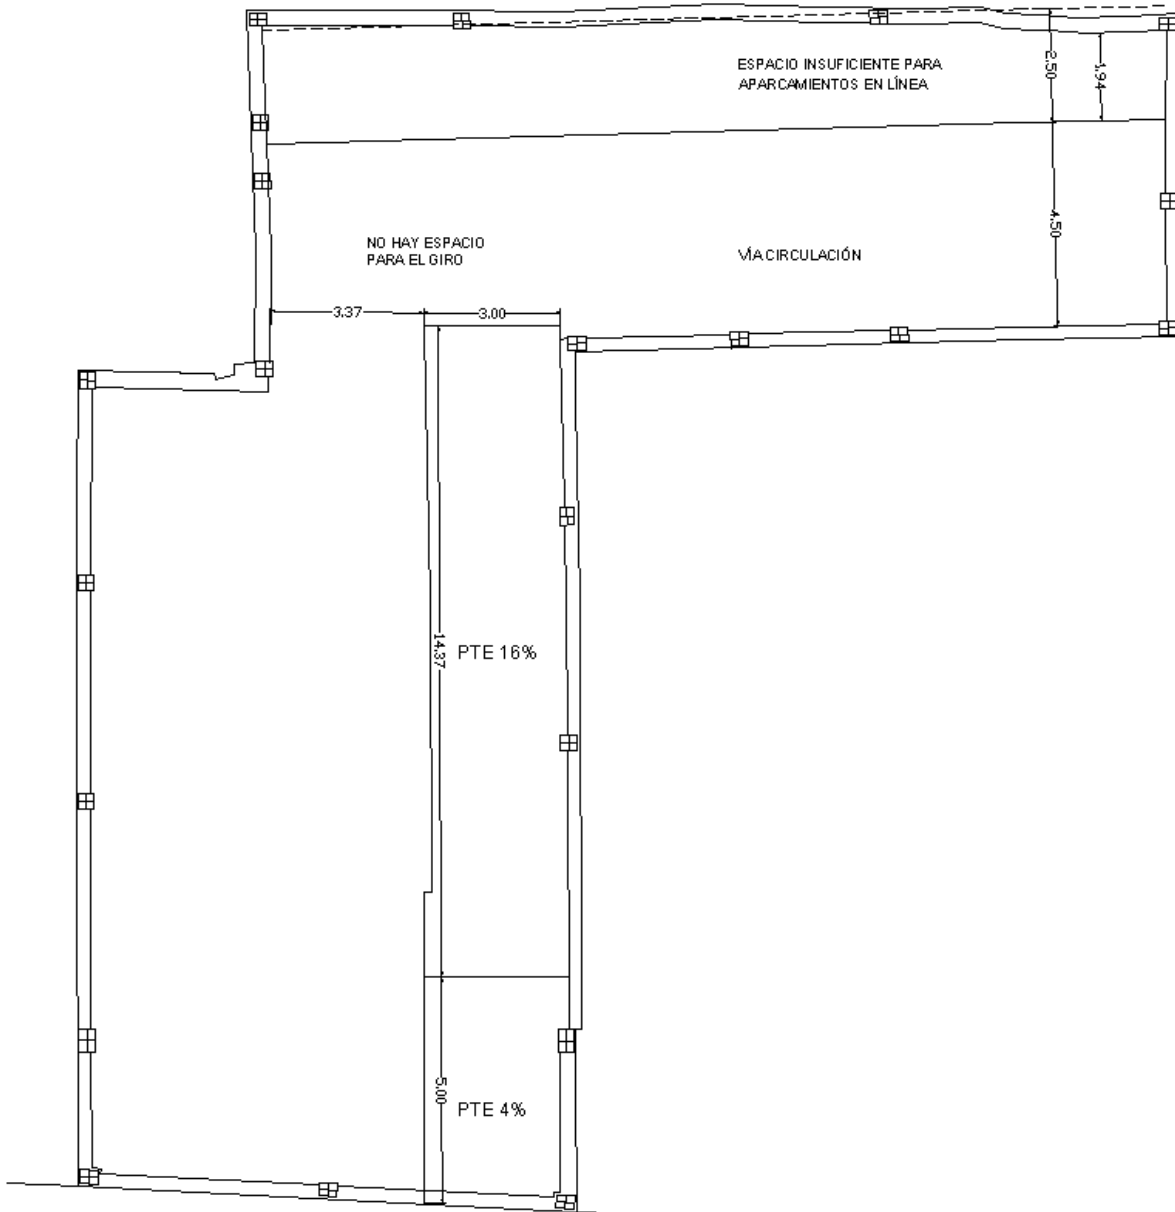 ESPACIO INSUFICIENTE PARA
APARCAMIENTOS EN LÍNEA
2.50
1.94
NO HAY ESPACIO
PARA EL GIRO
VÍA CIRCULACIÓN
4.50
3.37
3.00
14.37
PTE 16%
5.00
PTE 4%